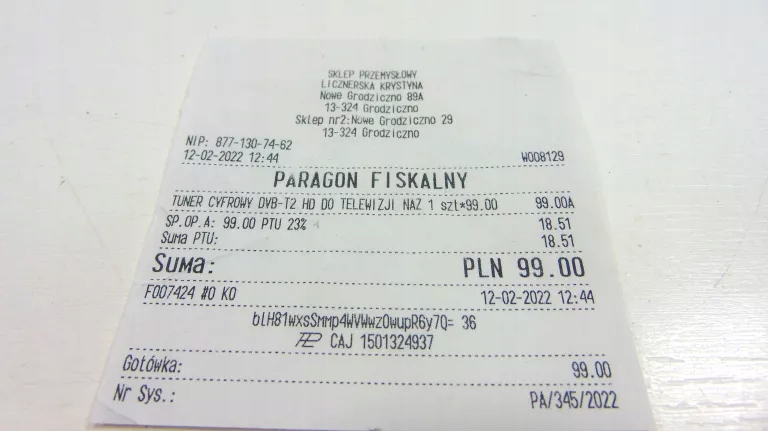 SKLEP PRZEMYSŁOWY
LICZNERSKA KRYSTYNA
Nowe Grodziczno 89A
13-324 Grodziczno
Sklep nr2:Nowe Grodziczno 29
13-324 Grodziczno
NIP: 877-130-74-62
12-02-2022 12:44 W008129
PARAGON FISKALNY
TUNER CYFROWY DVB-T2 HD DO TELEWIZJI NAZ 1 szt*99.00 99.00A
SP.OP.A: 99.00 PTU 23% 18.51
Suma PTU: 18.51
SUMA: PLN 99.00
F007424 #0 KO 12-02-2022 12:44
blH81WxsSMmp4WVWwzOwupR6y7Q= 36
CAJ 1501324937
Gotówka: 99.00
Nr Sys.: PA/345/2022